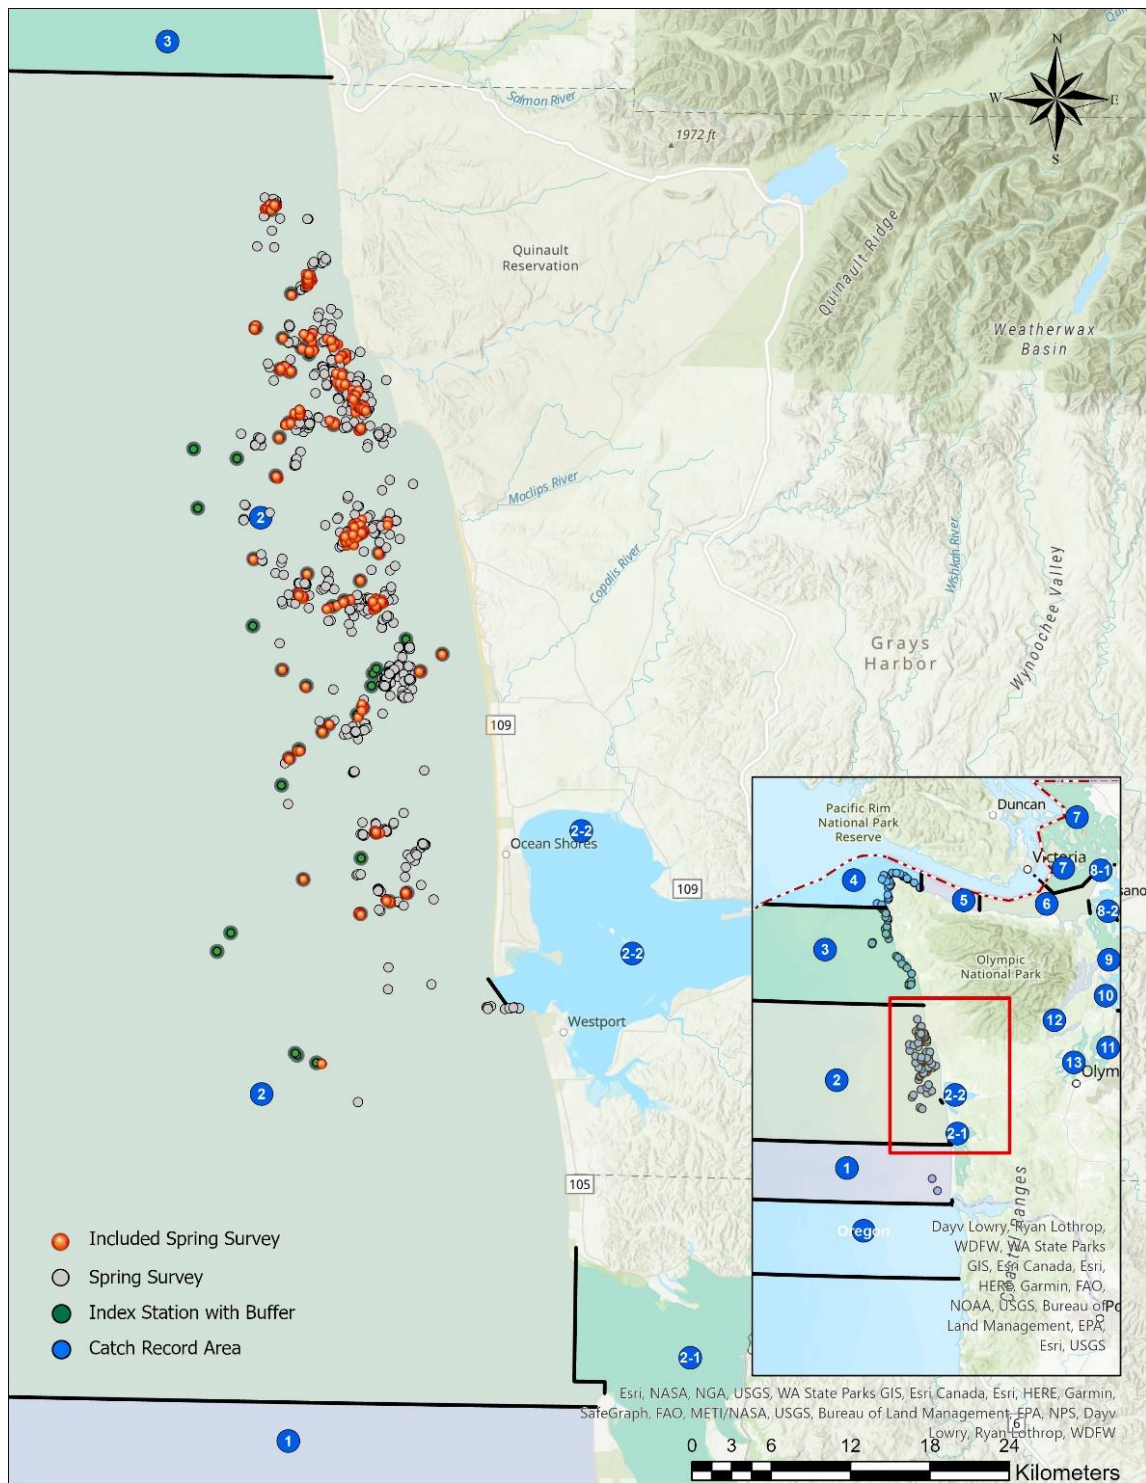 3
N
W
E
S
Salmon River
1972 ft
Quinault
Reservation
Quinault Ridge
Weatherwax
Basin
Moclips River
2
Copalis River
Wishkah River
Wynoochee Valley
Grays
Harbor
109
2-2
Ocean Shores
109
2-2
Westport
2
105
2-1
1
Included Spring Survey
Spring Survey
Index Station with Buffer
Catch Record Area
Pacific Rim
National Park
Reserve
Duncan
7
Victoria
7
8-1
4
5
6
8-2
3
Olympic
National Park
9
10
12
11
13
Olym
2
2-2
2-1
1
Oregon
Coastal Ranges
Dayv Lowry, Ryan Lothrop,
WDFW, WA State Parks
GIS, Esri Canada, Esri,
HERE, Garmin, FAO,
NOAA, USGS, Bureau of
Land Management, EPA,
Esri, USGS
Esri, NASA, NGA, USGS, WA State Parks GIS, Esri Canada, Esri, HERE, Garmin,
SafeGraph, FAO, METI/NASA, USGS, Bureau of Land Management, EPA, NPS, Dayv
Lowry, Ryan Lothrop, WDFW
6
0 3 6 12 18 24
Kilometers